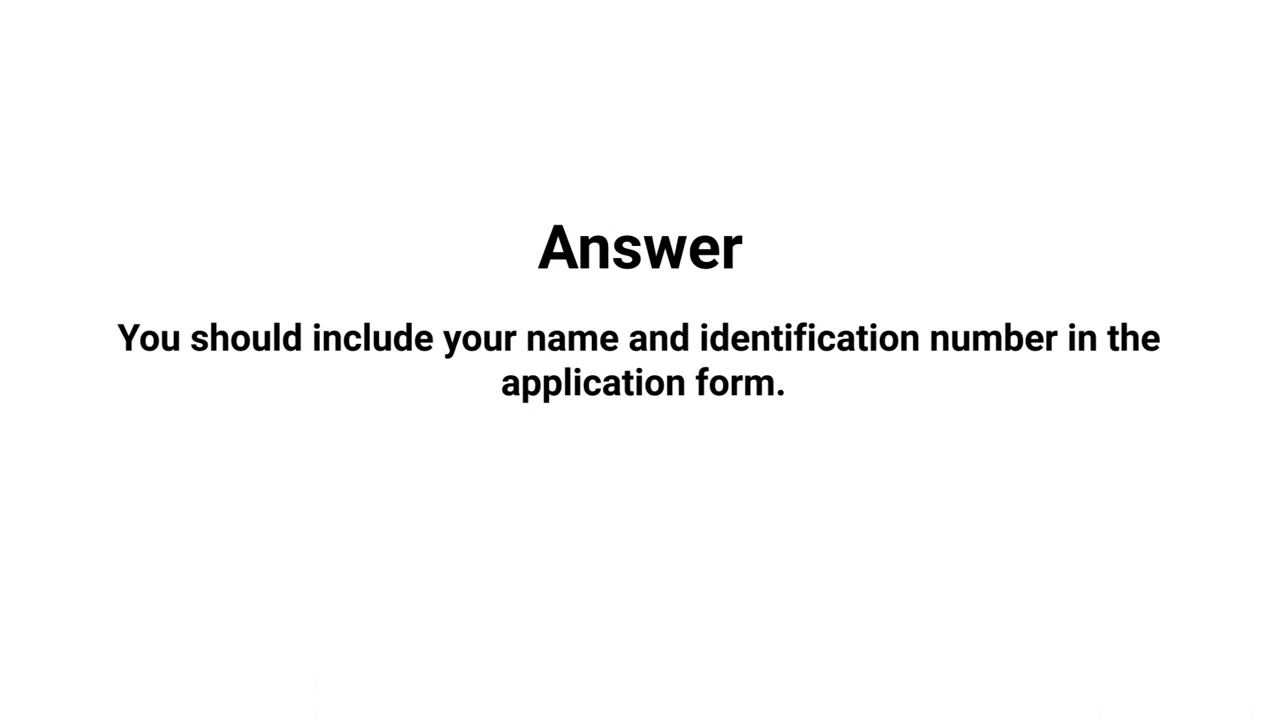 Answer
You should include your name and identification number in the
application form.